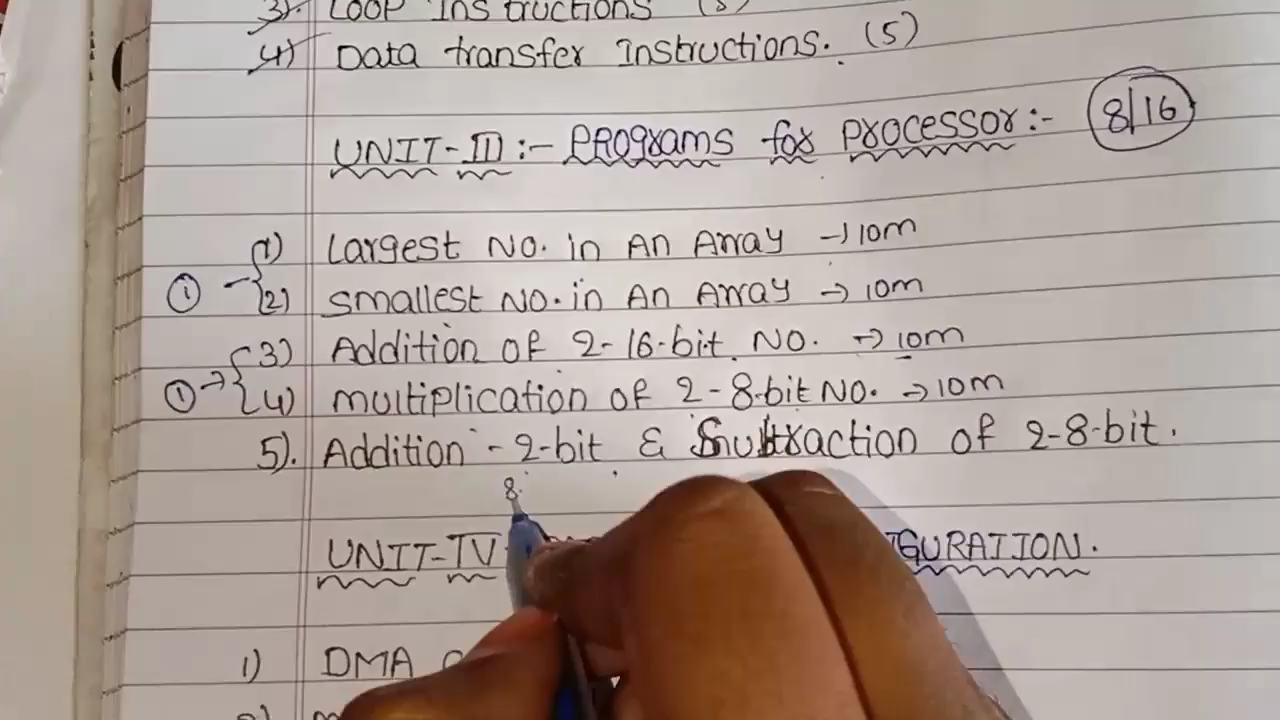 3). LOOP Instructions (8)
4) Data transfer Instructions. (5)
UNIT-III :- PROgrams for Processor :- 8/16
1) Largest No. in An Array → 10m
① - { 2) Smallest No. in An Array → 10m
3) Addition of 2-16-bit No. → 10m
① → { 4) multiplication of 2-8-bit No. → 10m
5). Addition - 2-bit & Subtraction of 2-8-bit.
8
UNIT-IV GURATION.
1) DMA